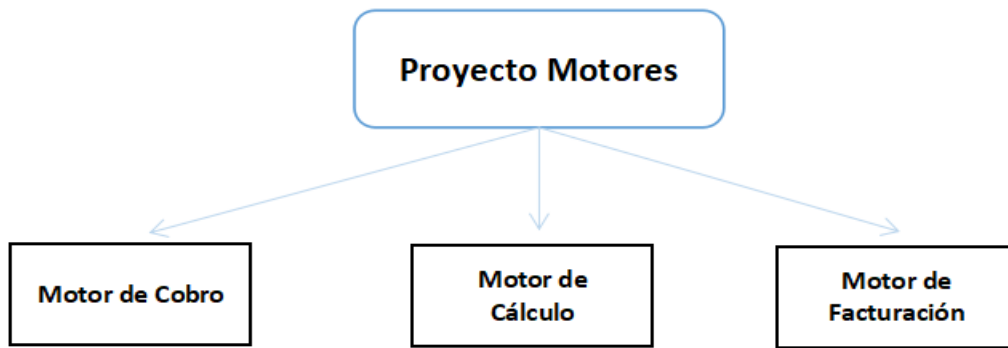 Proyecto Motores
Motor de Cobro
Motor de
Cálculo
Motor de
Facturación